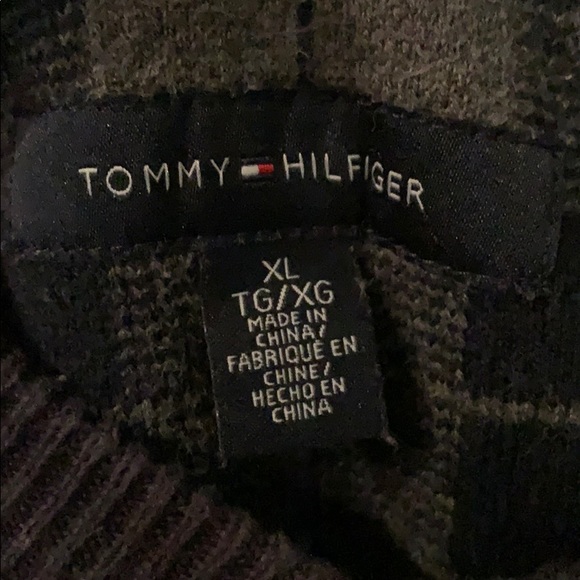 TOMMY HILFIGER
XL
TG/XG
MADE IN
CHINA/
FABRIQUÉ EN
CHINE/
HECHO EN
CHINA